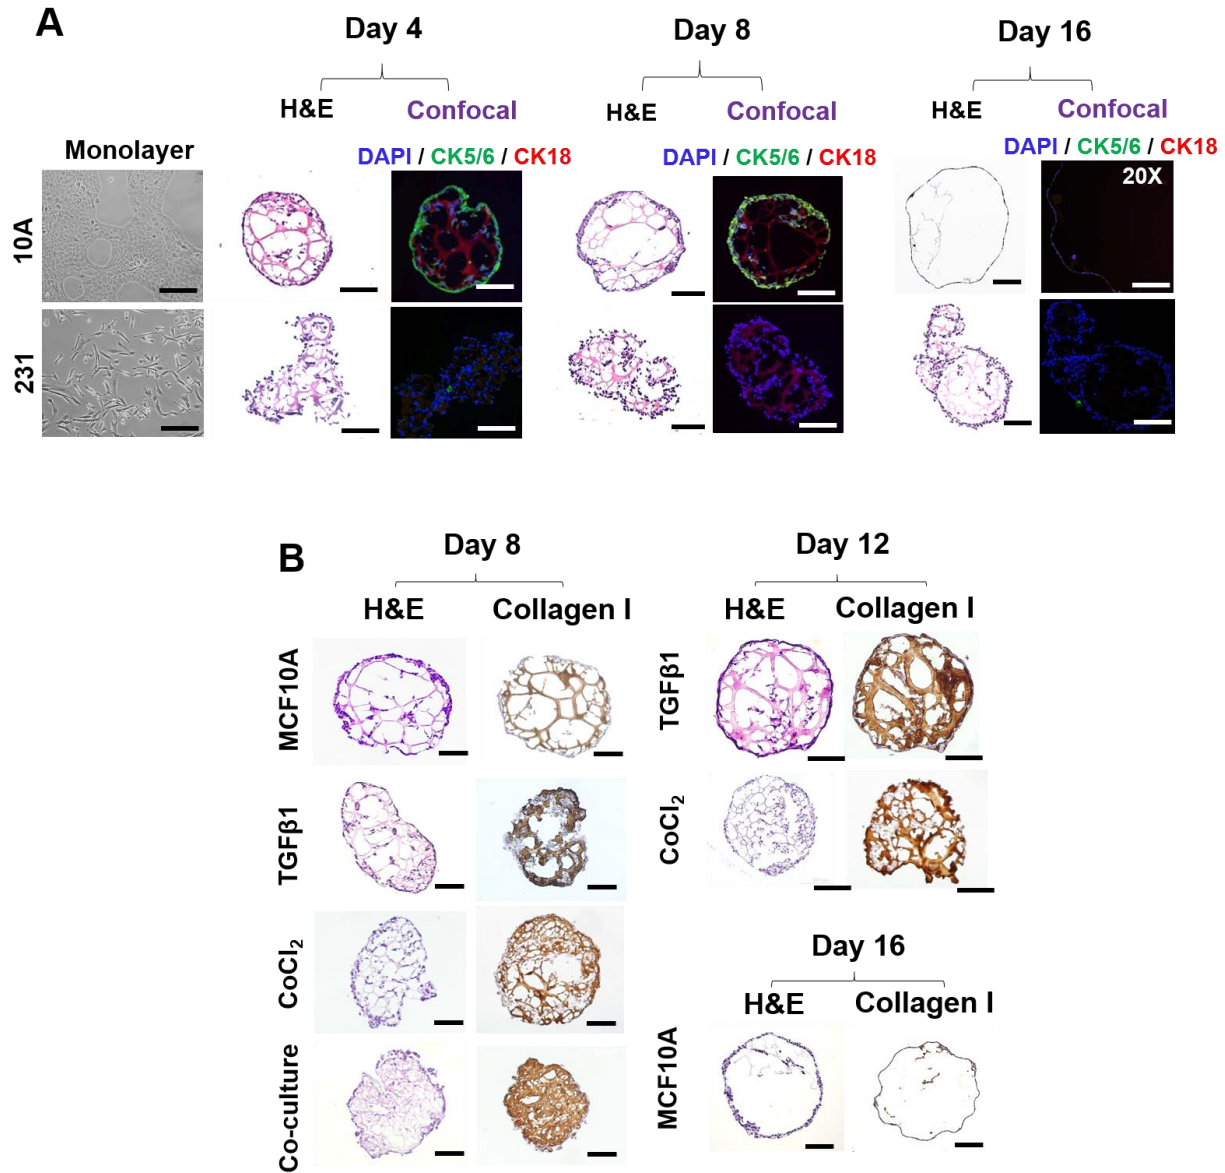 A
Day 4
Day 8
Day 16
H&E
Confocal
H&E
Confocal
H&E
Confocal
Monolayer
DAPI / CK5/6 / CK18
DAPI / CK5/6 / CK18
DAPI / CK5/6 / CK18
20X
10A
231
B
Day 8
H&E
Collagen I
MCF10A
TGFβ1
CoCl₂
Co-culture
Day 12
H&E
Collagen I
TGFβ1
CoCl₂
Day 16
H&E
Collagen I
MCF10A